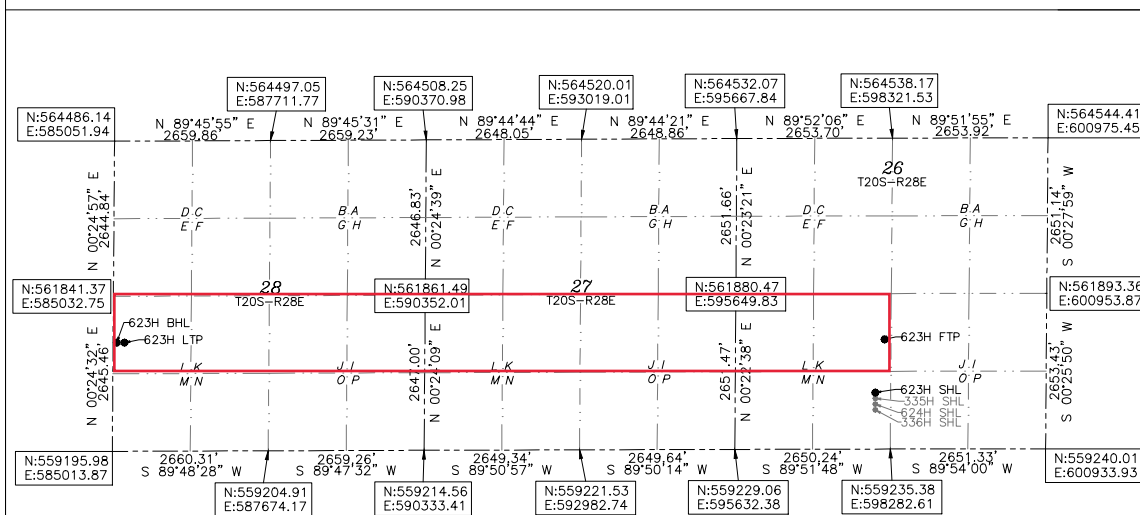 N:564497.05
E:587711.77
N:564508.25
E:590370.98
N:564520.01
E:593019.01
N:564532.07
E:595667.84
N:564538.17
E:598321.53
N:564486.14
E:585051.94
N:564544.41
E:600975.45
N 89°45'55" E
2659.86'
N 89°45'31" E
2659.23'
N 89°44'44" E
2648.05'
N 89°44'21" E
2648.86'
N 89°52'06" E
2653.70'
N 89°51'55" E
2653.92'
26
T20S-R28E
N 00°24'57" E
2644.84'
2646.83'
N 00°24'39" E
2651.66'
N 00°23'21" E
2651.14'
S 00°27'59" W
D C
E F
B A
G H
D C
E F
B A
G H
D C
E F
B A
G H
N:561841.37
E:585032.75
28
T20S-R28E
N:561861.49
E:590352.01
27
T20S-R28E
N:561880.47
E:595649.83
N:561893.36
E:600953.87
623H BHL
623H LTP
623H FTP
N 00°24'32" E
2645.46'
2647.00'
N 00°24'09" E
2651.47'
N 00°22'38" E
2653.43'
S 00°25'50" W
L K
M N
J I
O P
L K
M N
J I
O P
L K
M N
J I
O P
623H SHL
335H SHL
624H SHL
336H SHL
2660.31'
S 89°48'28" W
2659.26'
S 89°47'32" W
2649.34'
S 89°50'57" W
2649.64'
S 89°50'14" W
2650.24'
S 89°51'48" W
2651.33'
S 89°54'00" W
N:559195.98
E:585013.87
N:559240.01
E:600933.93
N:559204.91
E:587674.17
N:559214.56
E:590333.41
N:559221.53
E:592982.74
N:559229.06
E:595632.38
N:559235.38
E:598282.61